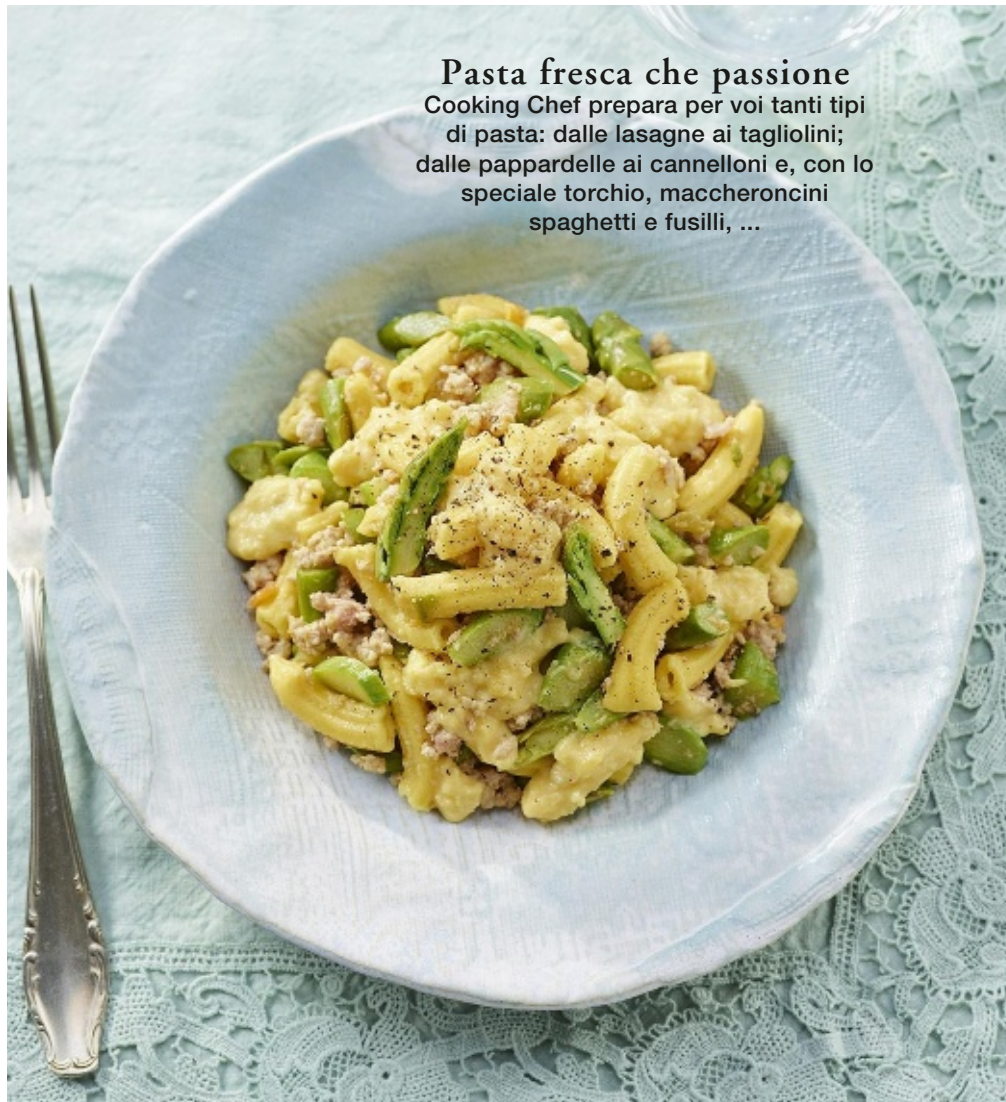 Pasta fresca che passione
Cooking Chef prepara per voi tanti tipi
di pasta: dalle lasagne ai tagliolini;
dalle pappardelle ai cannelloni e, con lo
speciale torchio, maccheroncini
spaghetti e fusilli, ...